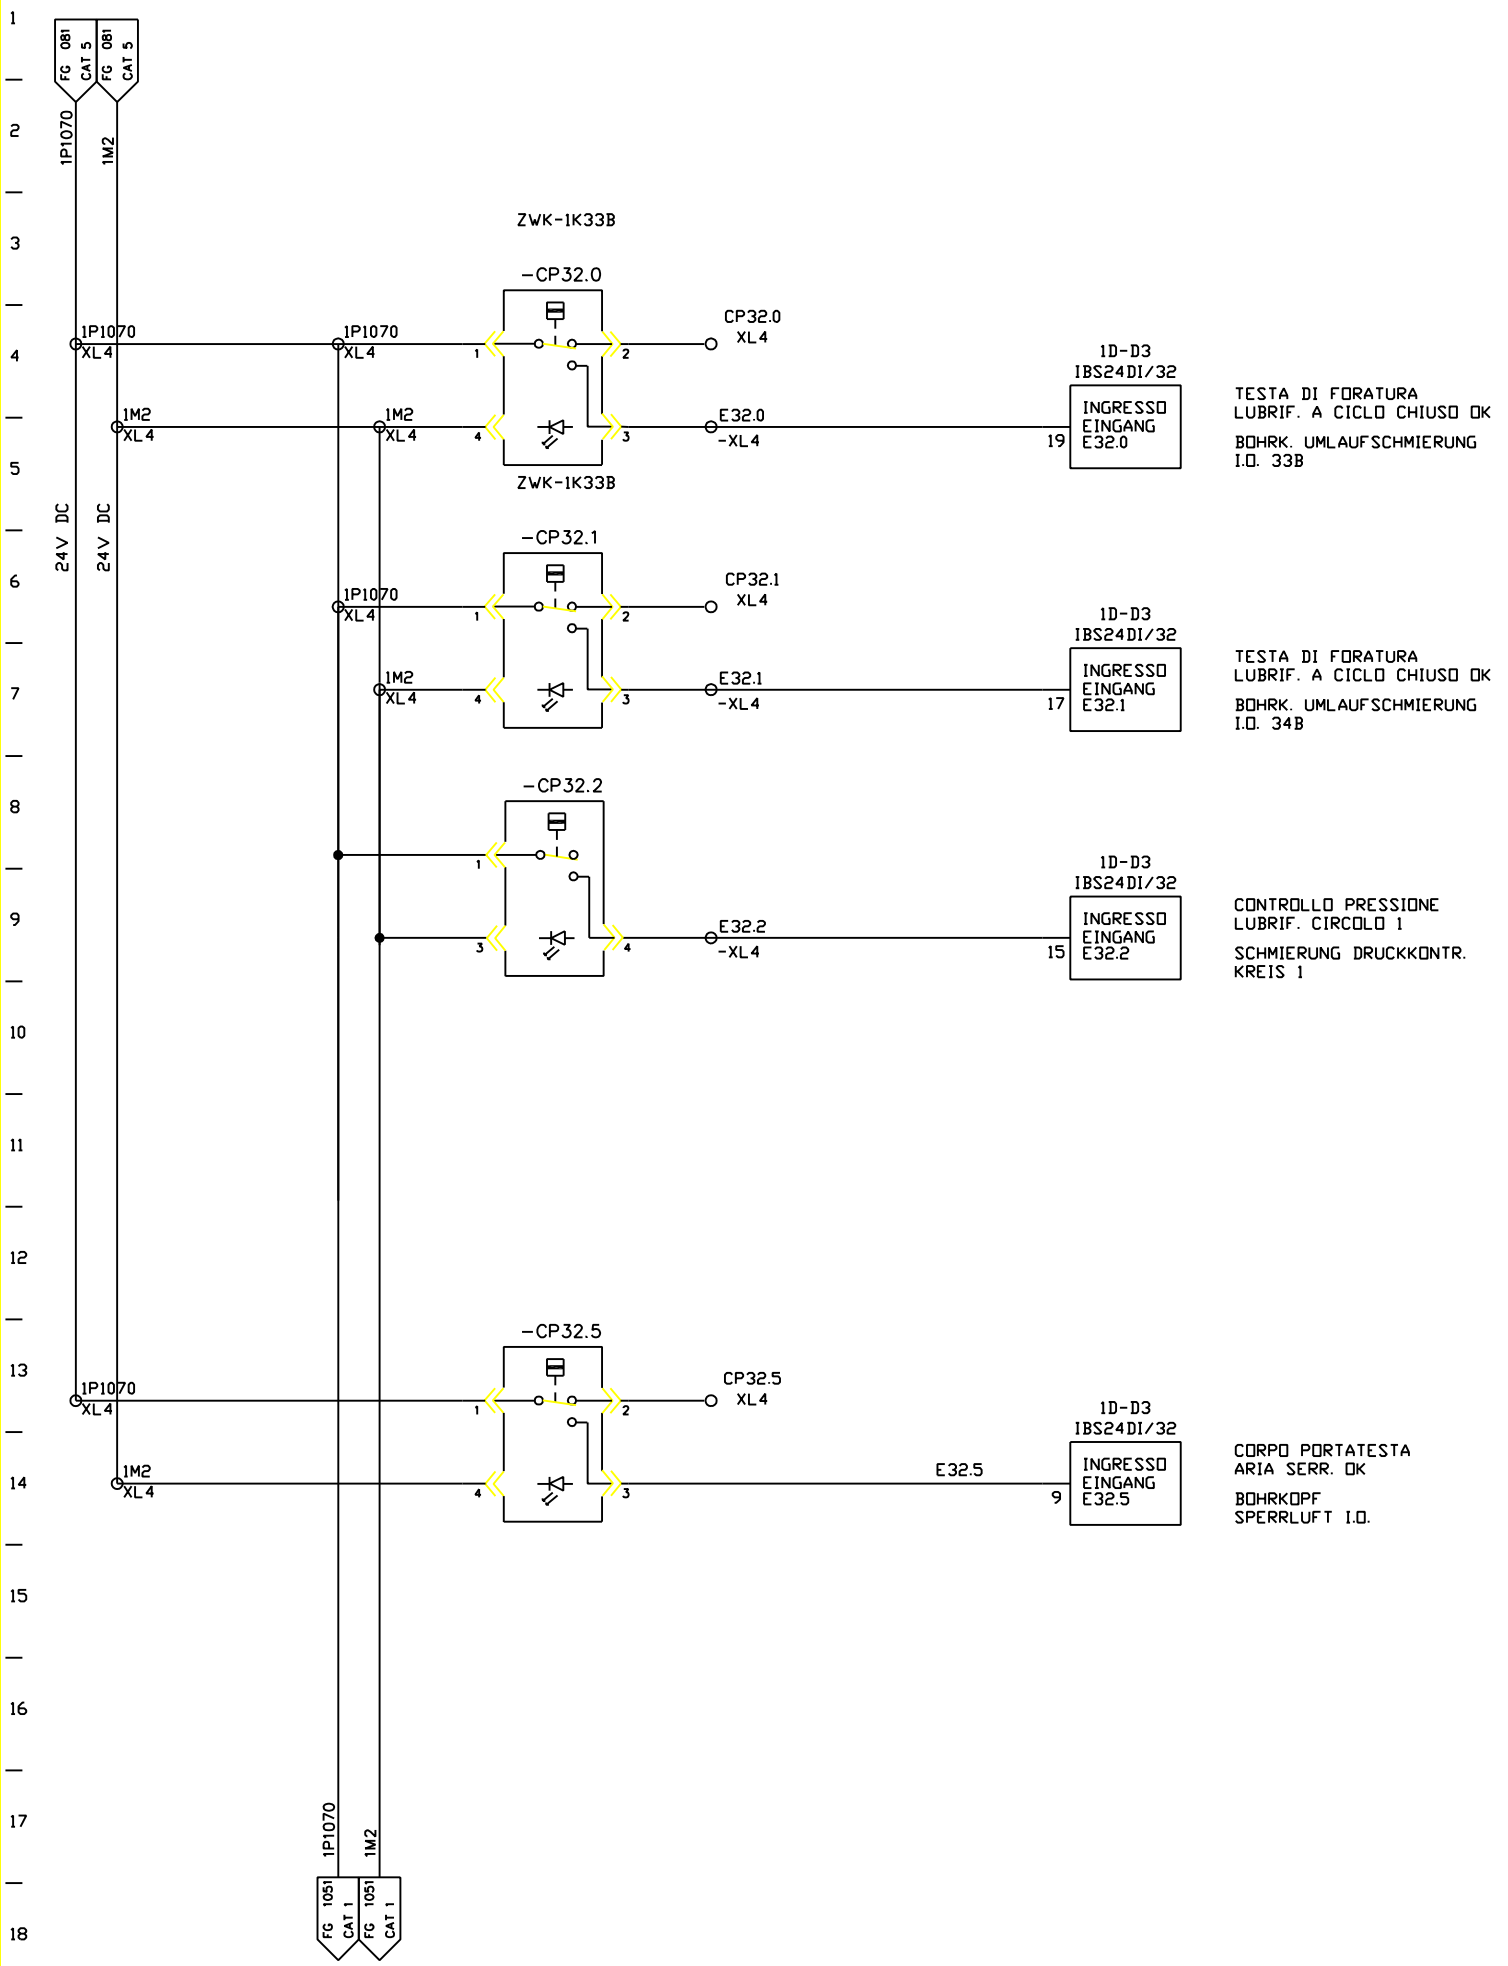 1
FG 081
CAT 5
FG 081
CAT 5
2
1P1070
1M2
ZWK-1K33B
3
-CP32.0
CP32.0
XL4
1P1070
XL4
1P1070
XL4
1
2
4
1D-D3
IBS24DI/32
1M2
XL4
1M2
XL4
4
3
E32.0
-XL4
19
INGRESSO
EINGANG
E32.0
TESTA DI FORATURA
LUBRIF. A CICLO CHIUSO OK
BOHRK. UMLAUFSCHMIERUNG
I.O. 33B
5
ZWK-1K33B
24V DC
24V DC
-CP32.1
6
CP32.1
XL4
1P1070
XL4
1
2
1D-D3
IBS24DI/32
7
1M2
XL4
4
3
E32.1
-XL4
17
INGRESSO
EINGANG
E32.1
TESTA DI FORATURA
LUBRIF. A CICLO CHIUSO OK
BOHRK. UMLAUFSCHMIERUNG
I.O. 34B
-CP32.2
8
1
1D-D3
IBS24DI/32
9
3
4
E32.2
-XL4
15
INGRESSO
EINGANG
E32.2
CONTROLLO PRESSIONE
LUBRIF. CIRCOLO 1
SCHMIERUNG DRUCKKONTR.
KREIS 1
10
11
12
-CP32.5
13
CP32.5
XL4
1P1070
XL4
1
2
1D-D3
IBS24DI/32
14
1M2
XL4
4
3
E32.5
9
INGRESSO
EINGANG
E32.5
CORPO PORTATESTA
ARIA SERR. OK
BOHRKOPF
SPERRLUFT I.O.
15
16
17
1P1070
1M2
18
FG 1051
CAT 1
FG 1051
CAT 1